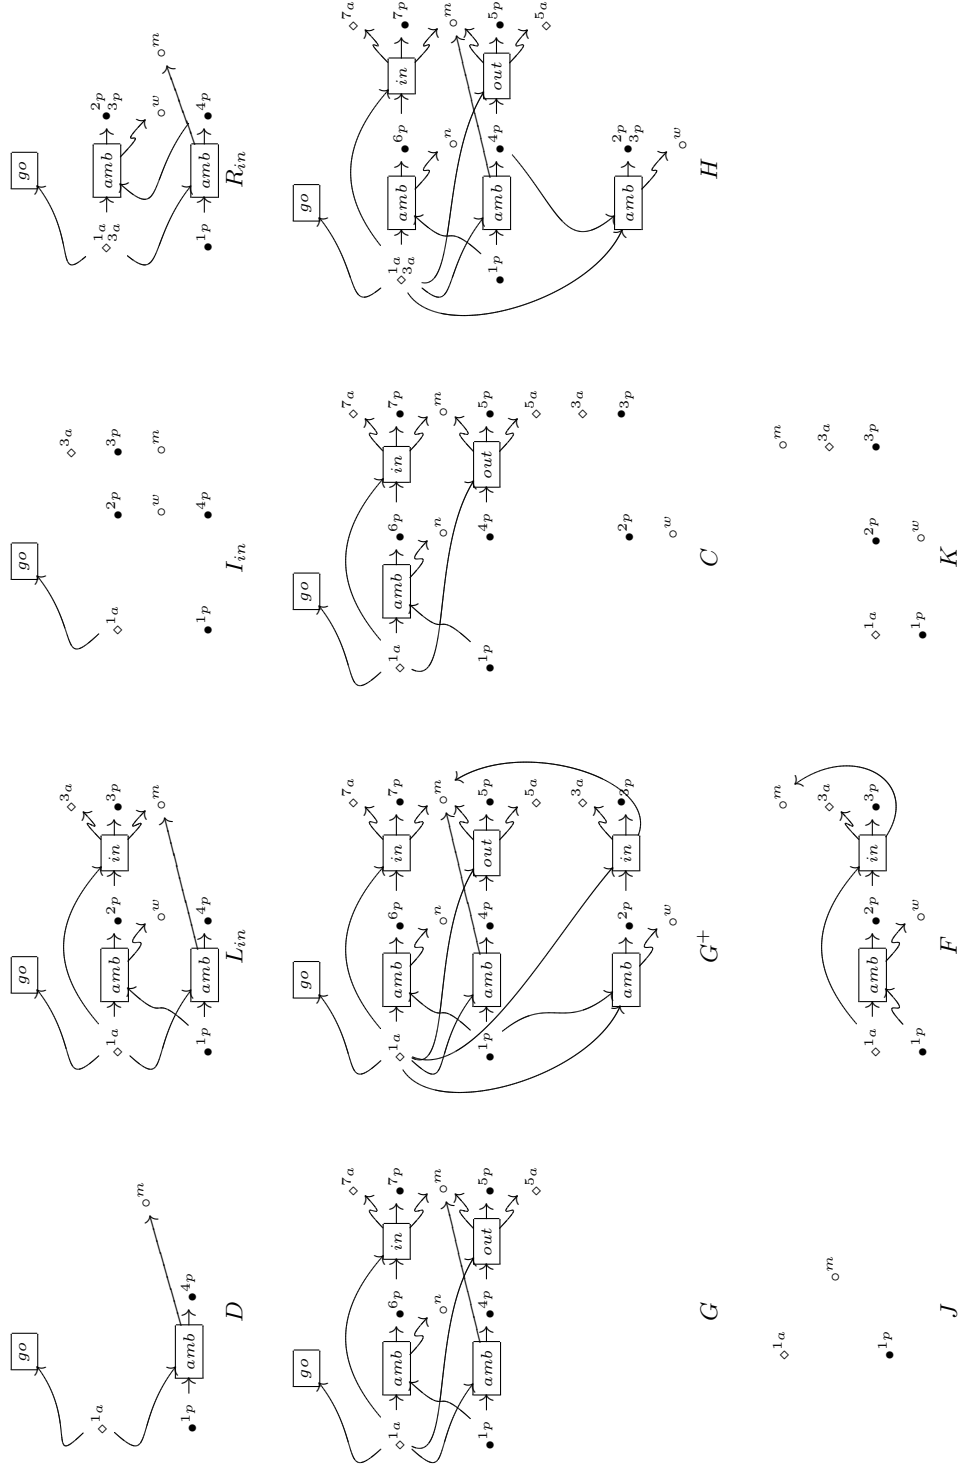 go
1a m
1p amb 4p
D
go
3a
1a amb 2p in 3p
w m
1p amb 4p
L_in
go
3a
1a 2p 3p
w m
1p 4p
I_in
go
1a 3a amb 2p 3p
w m
1p amb 4p
R_in
go
7a
1a amb 6p in 7p
n m
1p amb 4p out 5p
5a
G
go
7a
1a amb 6p in 7p
n m
1p amb 4p out 5p
5a
3a
amb 2p in 3p
w
G+
go
7a
1a amb 6p in 7p
n m
1p 4p out 5p
5a
3a
2p 3p
w
C
go
7a
1a 3a amb 6p in 7p
n m
1p amb 4p out 5p
5a
amb 2p 3p
w
H
1a
m
1p
J
m
3a
1a amb 2p in 3p
1p w
F
m
3a
1a 2p 3p
1p w
K